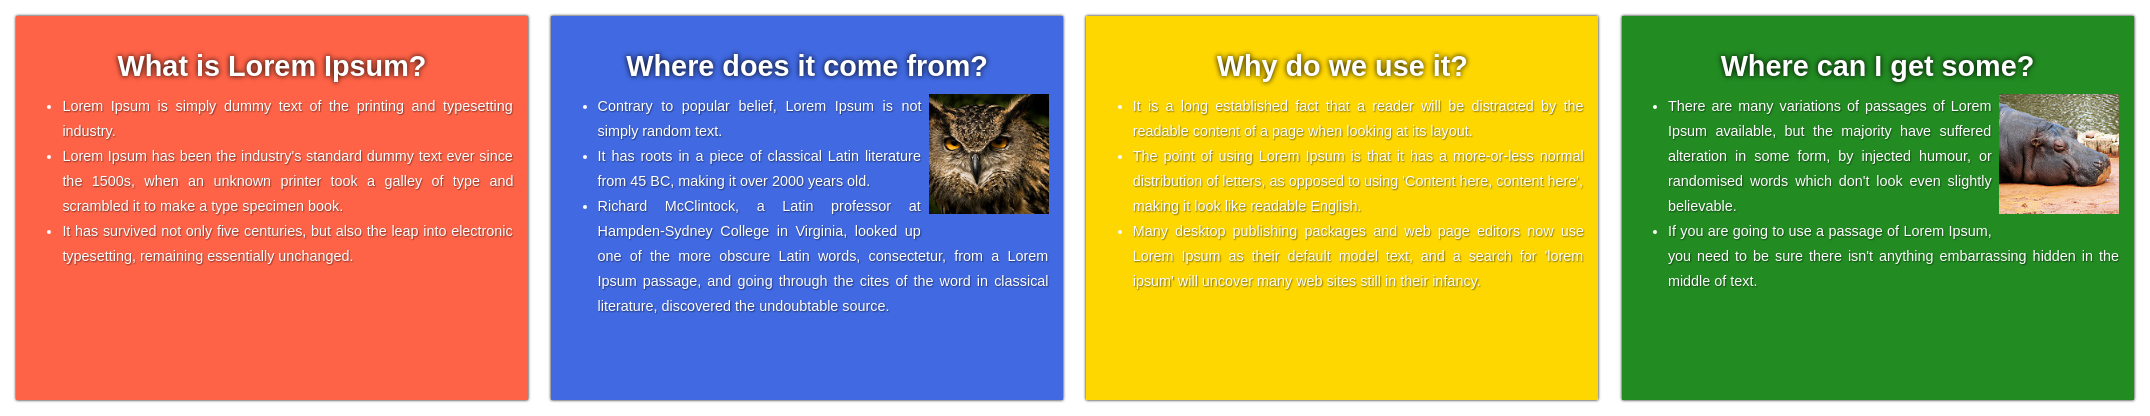 What is Lorem Ipsum?
• Lorem Ipsum is simply dummy text of the printing and typesetting
industry.
• Lorem Ipsum has been the industry's standard dummy text ever since
the 1500s, when an unknown printer took a galley of type and
scrambled it to make a type specimen book.
• It has survived not only five centuries, but also the leap into electronic
typesetting, remaining essentially unchanged.
Where does it come from?
• Contrary to popular belief, Lorem Ipsum is not
simply random text.
• It has roots in a piece of classical Latin literature
from 45 BC, making it over 2000 years old.
• Richard McClintock, a Latin professor at
Hampden-Sydney College in Virginia, looked up
one of the more obscure Latin words, consectetur, from a Lorem
Ipsum passage, and going through the cites of the word in classical
literature, discovered the undoubtable source.
Why do we use it?
• It is a long established fact that a reader will be distracted by the
readable content of a page when looking at its layout.
• The point of using Lorem Ipsum is that it has a more-or-less normal
distribution of letters, as opposed to using 'Content here, content here',
making it look like readable English.
• Many desktop publishing packages and web page editors now use
Lorem Ipsum as their default model text, and a search for 'lorem
ipsum' will uncover many web sites still in their infancy.
Where can I get some?
• There are many variations of passages of Lorem
Ipsum available, but the majority have suffered
alteration in some form, by injected humour, or
randomised words which don't look even slightly
believable.
• If you are going to use a passage of Lorem Ipsum,
you need to be sure there isn't anything embarrassing hidden in the
middle of text.